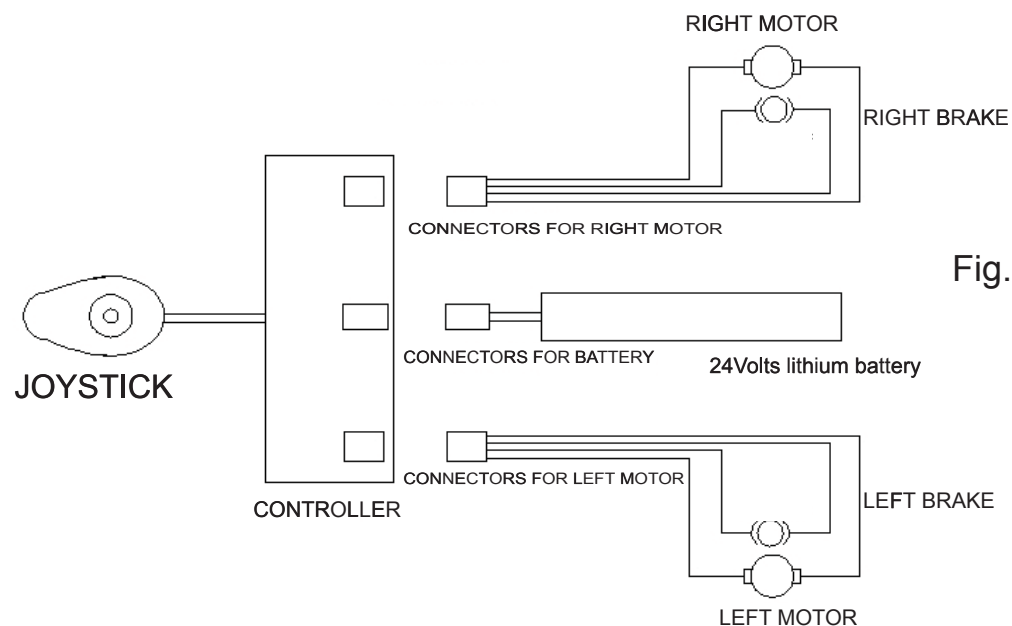 RIGHT MOTOR
RIGHT BRAKE
CONNECTORS FOR RIGHT MOTOR
Fig.
JOYSTICK
CONNECTORS FOR BATTERY
24Volts lithium battery
CONNECTORS FOR LEFT MOTOR
CONTROLLER
LEFT BRAKE
LEFT MOTOR